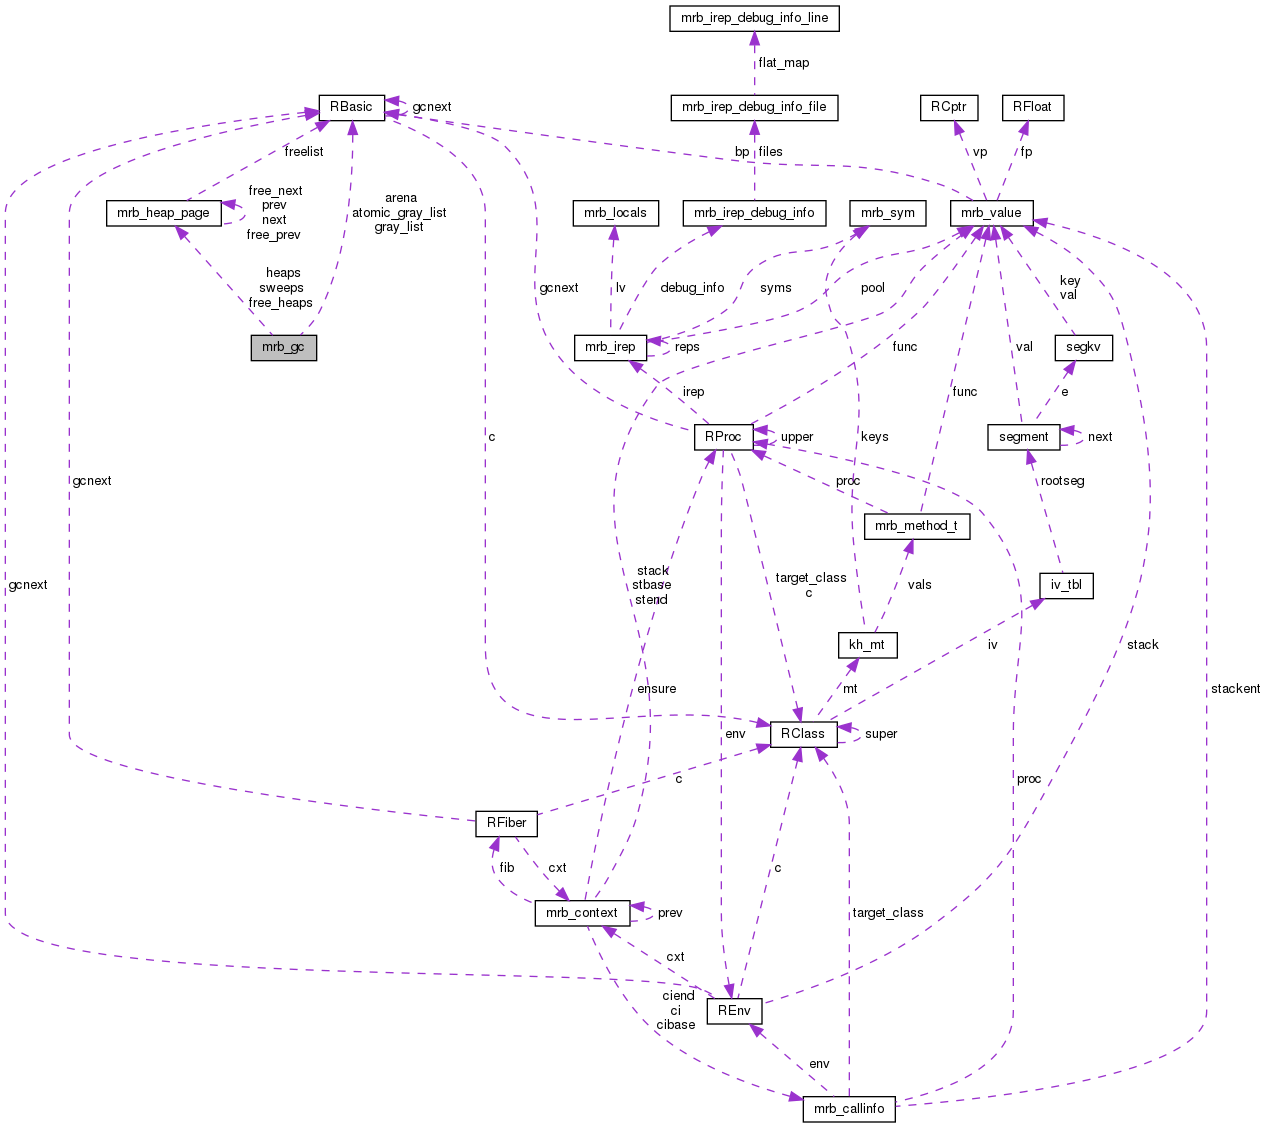 mrb_irep_debug_info_line
flat_map
RBasic
gcnext
mrb_irep_debug_info_file
RCptr
RFloat
freelist
bp
files
vp
fp
mrb_heap_page
free_next
prev
next
free_prev
arena
atomic_gray_list
gray_list
mrb_locals
mrb_irep_debug_info
mrb_sym
mrb_value
heaps
sweeps
free_heaps
gcnext
lv
debug_info
syms
pool
key
val
mrb_gc
mrb_irep
reps
func
val
segkv
irep
func
e
c
RProc
upper
keys
segment
next
gcnext
proc
rootseg
mrb_method_t
gcnext
stack
stbase
stend
target_class
c
vals
iv_tbl
kh_mt
iv
stack
ensure
mt
stackent
env
RClass
super
c
proc
RFiber
fib
cxt
c
mrb_context
prev
target_class
cxt
ciend
ci
cibase
REnv
env
mrb_callinfo